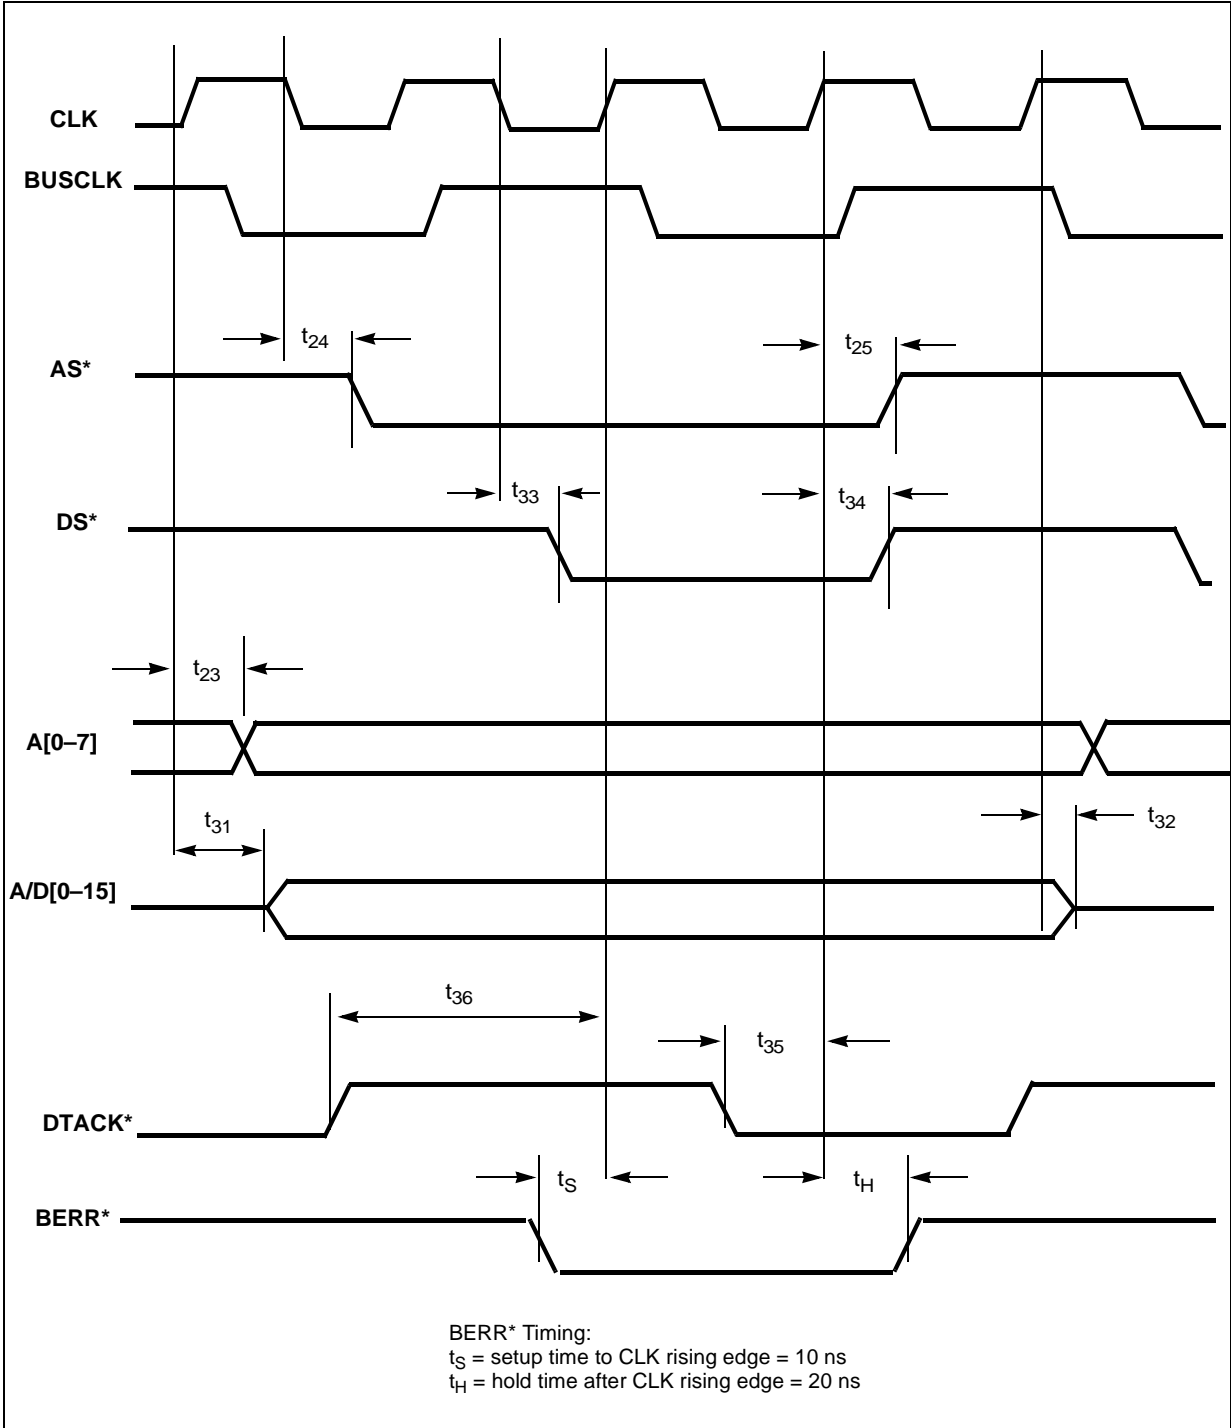 CLK
BUSCLK
t24
t25
AS*
t33
t34
DS*
t23
A[0–7]
t31
t32
A/D[0–15]
t36
t35
DTACK*
tS
tH
BERR*
BERR* Timing:
tS = setup time to CLK rising edge = 10 ns
tH = hold time after CLK rising edge = 20 ns